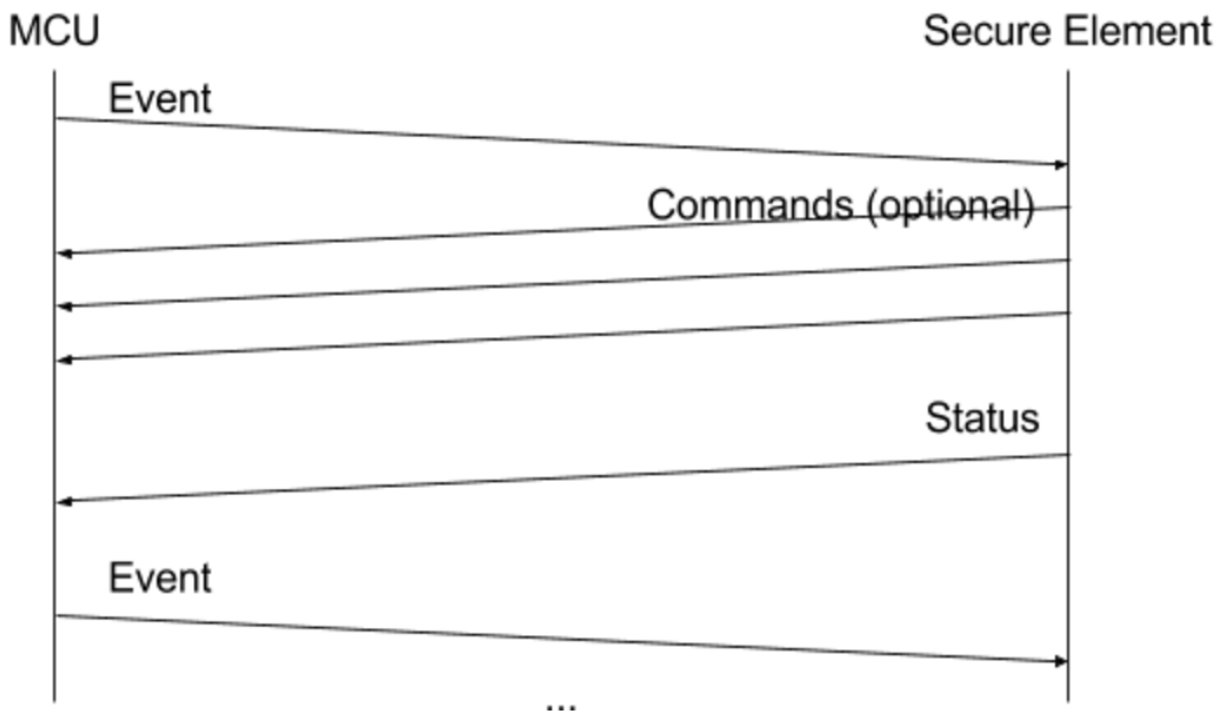 MCU
Secure Element
Event
Commands (optional)
Status
Event
...